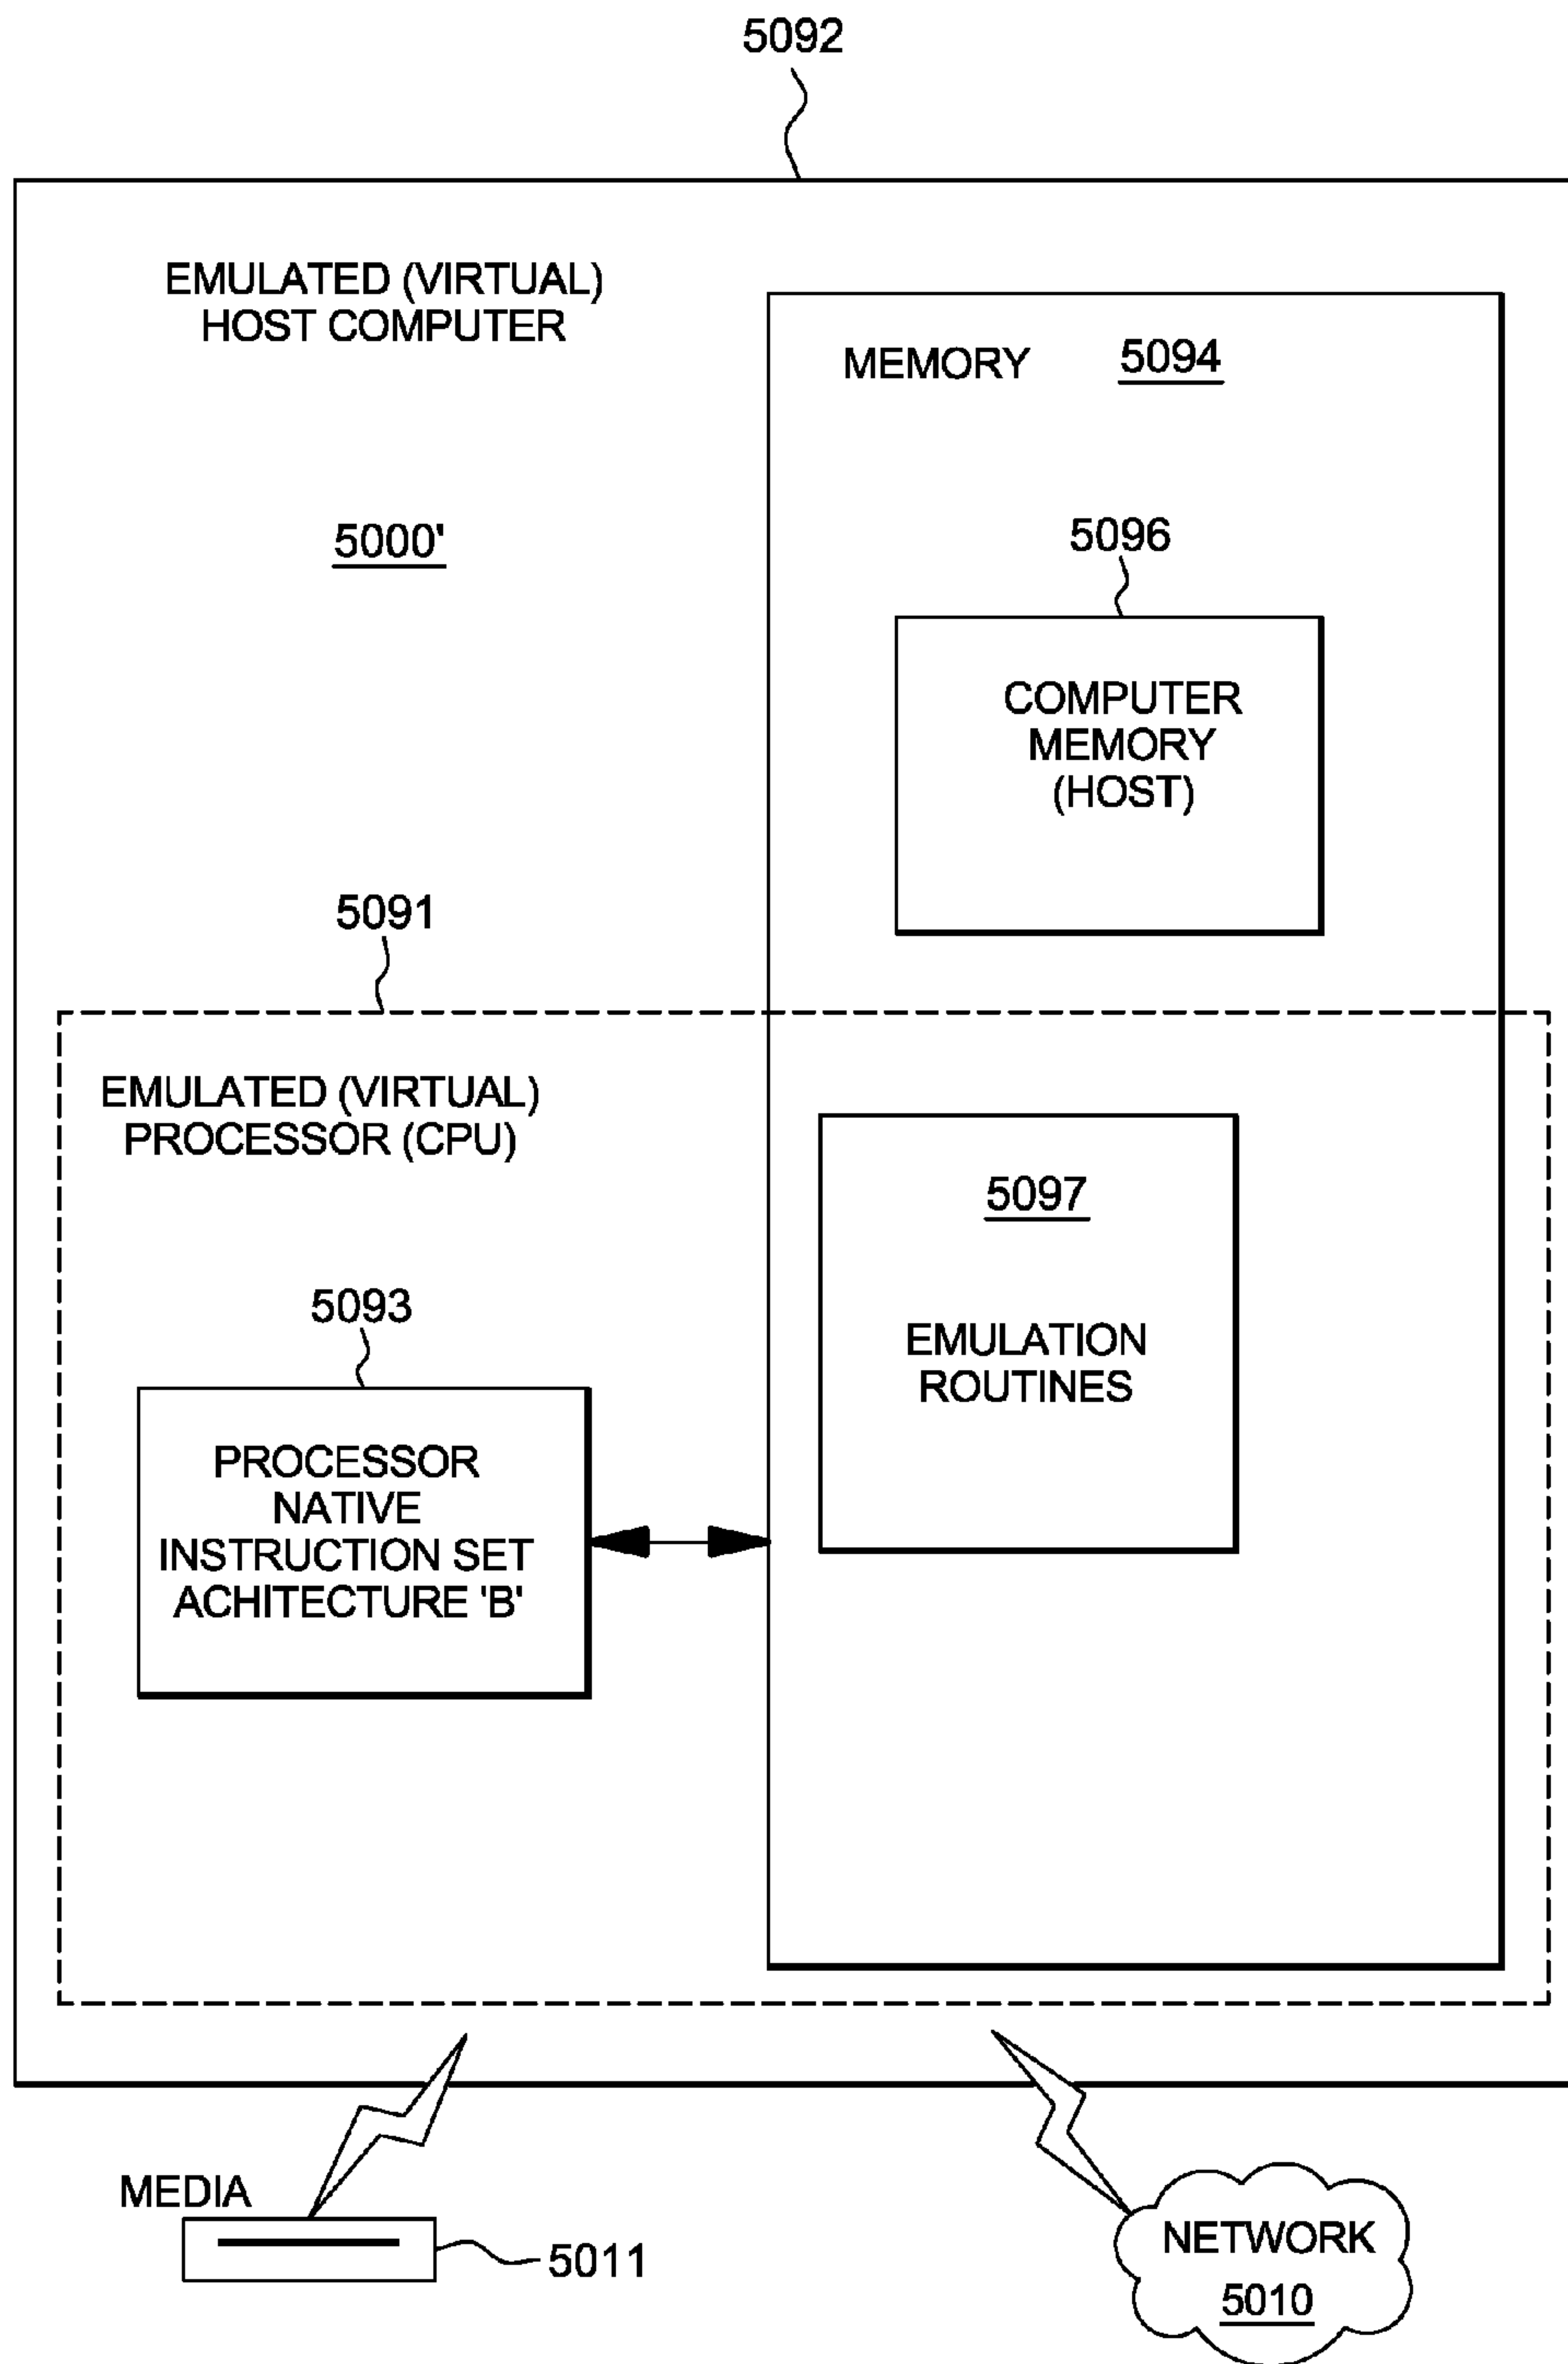 5092
EMULATED (VIRTUAL)
HOST COMPUTER
5000'
MEMORY 5094
5096
COMPUTER
MEMORY
(HOST)
5091
EMULATED (VIRTUAL)
PROCESSOR (CPU)
5097
EMULATION
ROUTINES
5093
PROCESSOR
NATIVE
INSTRUCTION SET
ACHITECTURE 'B'
MEDIA
5011
NETWORK
5010